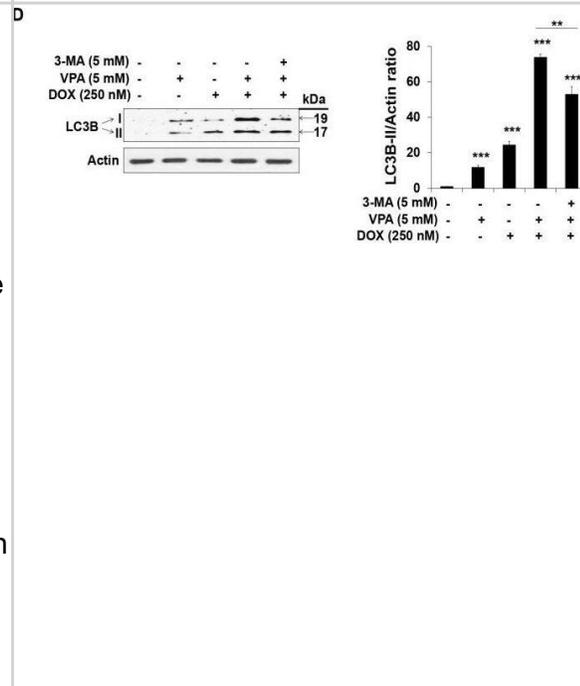 D
3-MA (5 mM) - - - - +
VPA (5 mM) - + - + +
DOX (250 nM) - - + + +
kDa
LC3B
I
II
19
17
Actin
**
***
***
***
***
LC3B-II/Actin ratio
80
60
40
20
0
3-MA (5 mM) - - - - +
VPA (5 mM) - + - + +
DOX (250 nM) - - + + +
e
n